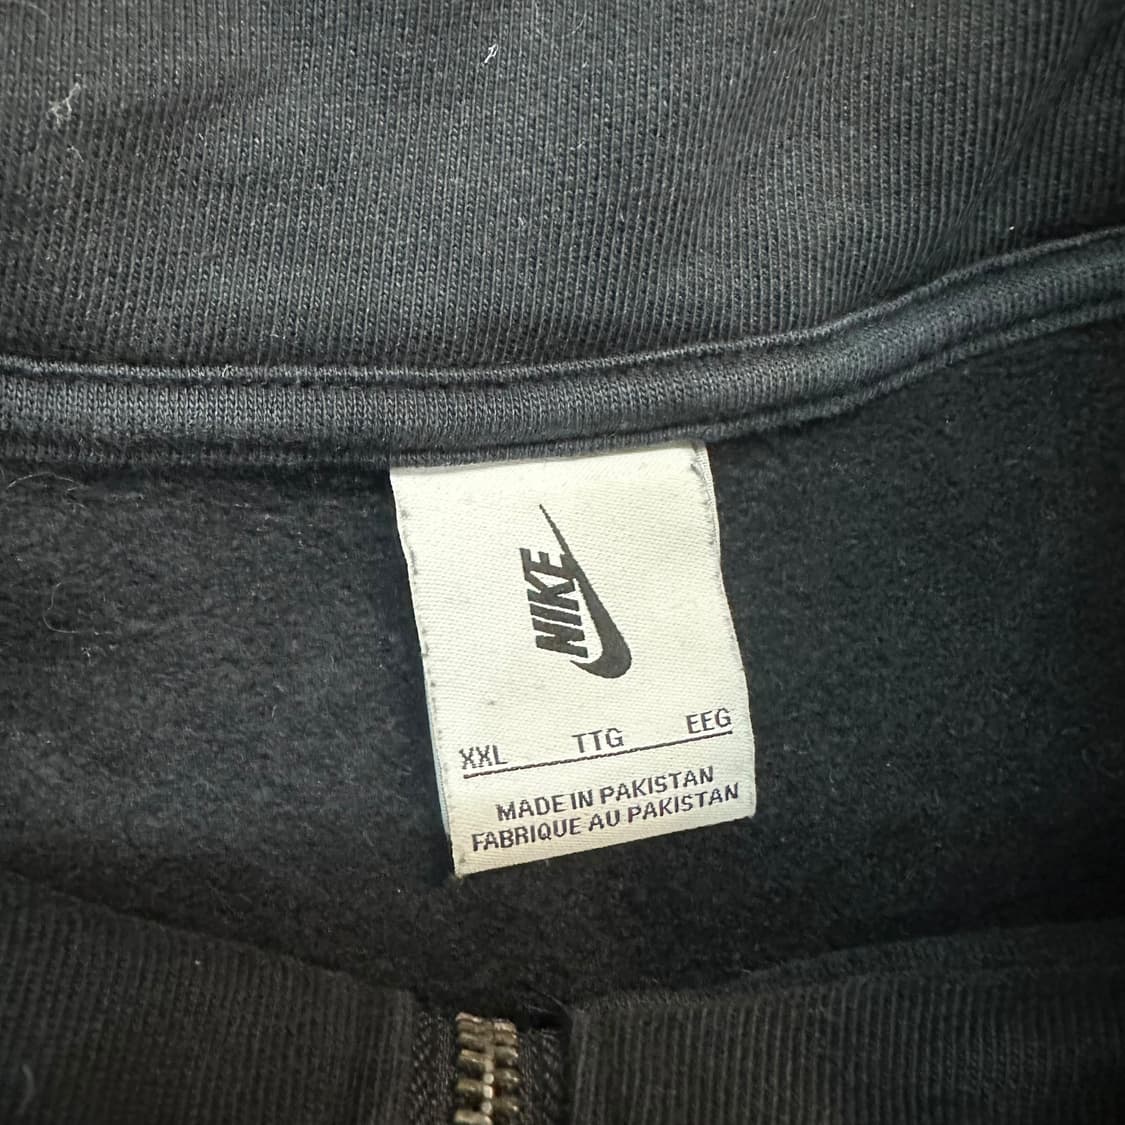 NIKE
XXL TTG EEG
MADE IN PAKISTAN
FABRIQUE AU PAKISTAN